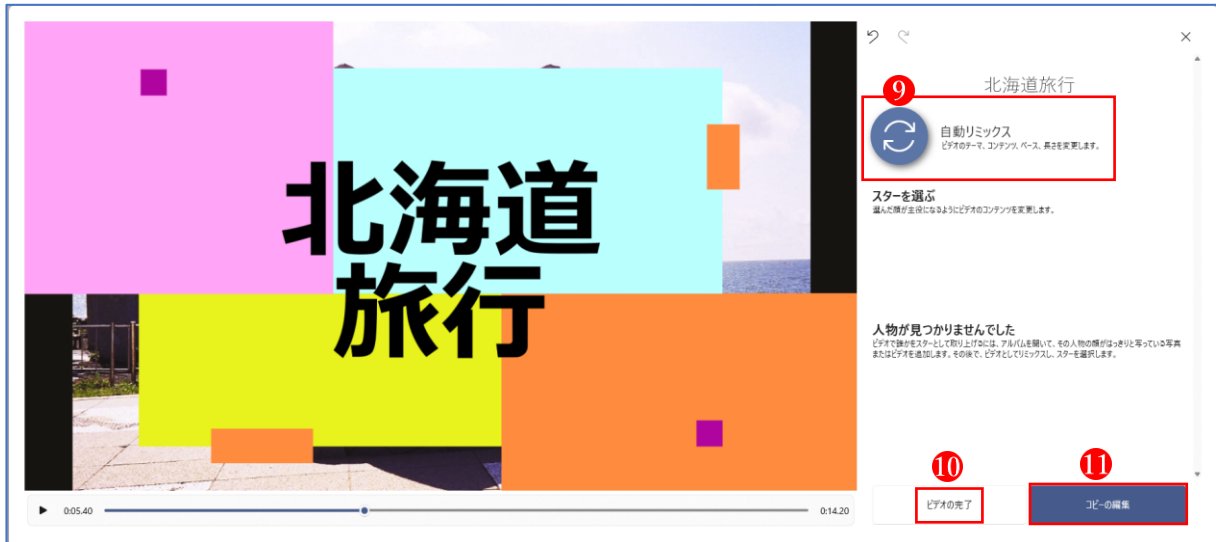 北海道
旅行
0:05.40
0:14.20
北海道旅行
9
自動リミックス
ビデオのテーマ、コンテンツ、ペース、長さを変更します。
スターを選ぶ
選んだ顔が主役になるようにビデオのコンテンツを変更します。
人物が見つかりませんでした
ビデオで誰かをスターとして取り上げるには、アルバムを開いて、その人物の顔がはっきりと写っている写真
またはビデオを追加します。その後で、ビデオとしてリミックスし、スターを選択します。
10
11
ビデオの完了
コピーの編集